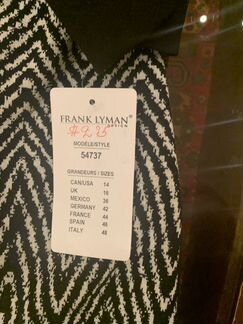 FRANK LYMAN®
DESIGN
#25
MODÈLE/STYLE
54737
GRANDEURS / SIZES
CAN/USA 14
UK 16
MEXICO 36
GERMANY 42
FRANCE 44
SPAIN 46
ITALY 48